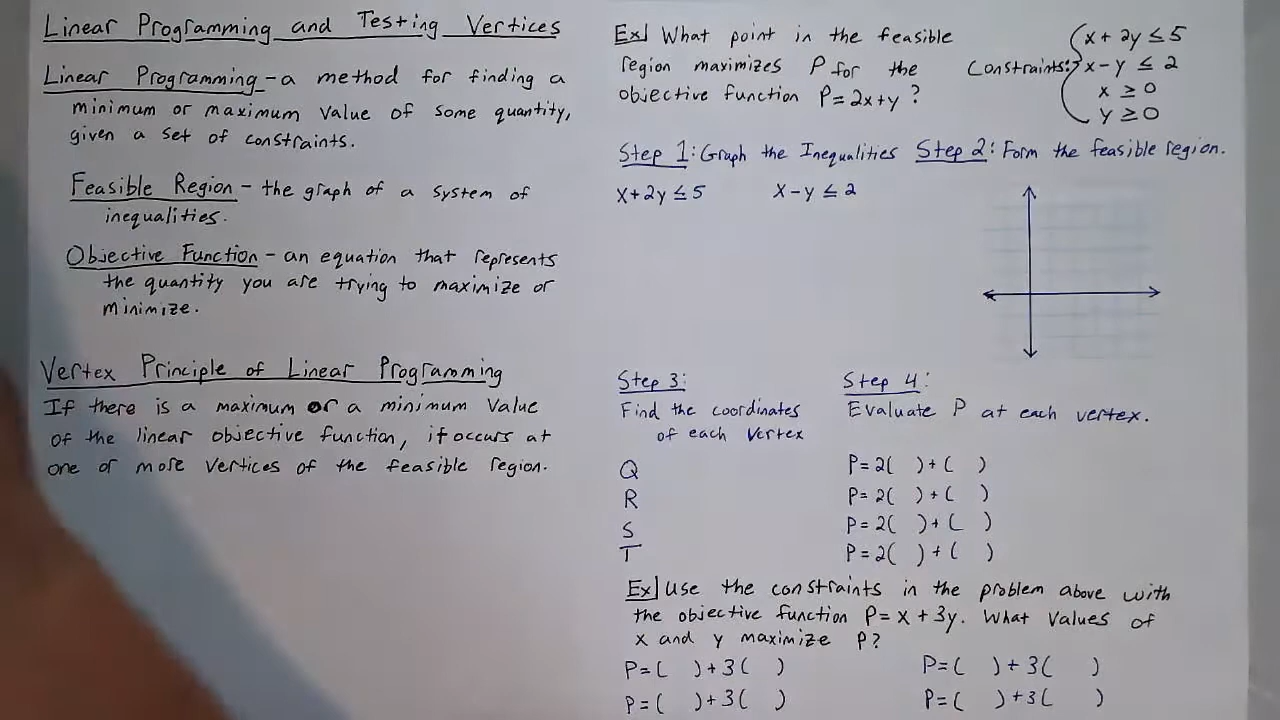 Linear Programming and Testing Vertices
Linear Programming - a method for finding a
minimum or maximum value of some quantity,
given a set of constraints.
Feasible Region - the graph of a system of
inequalities.
Objective Function - an equation that represents
the quantity you are trying to maximize or
minimize.
Vertex Principle of Linear Programming
If there is a maximum or a minimum value
of the linear objective function, it occurs at
one or more vertices of the feasible region.
Ex] What point in the feasible
region maximizes P for the
objective function P=2x+y?
Constraints:
x+2y≤5
x-y≤2
x≥0
y≥0
Step 1: Graph the Inequalities
Step 2: Form the feasible region.
x+2y≤5
x-y≤2
Step 3:
Find the coordinates
of each vertex
Q
R
S
T
Step 4:
Evaluate P at each vertex.
P=2( )+( )
P=2( )+( )
P=2( )+( )
P=2( )+( )
Ex] Use the constraints in the problem above with
the objective function P=x+3y. What values of
x and y maximize P?
P=( )+3( )
P=( )+3( )
P=( )+3( )
P=( )+3( )